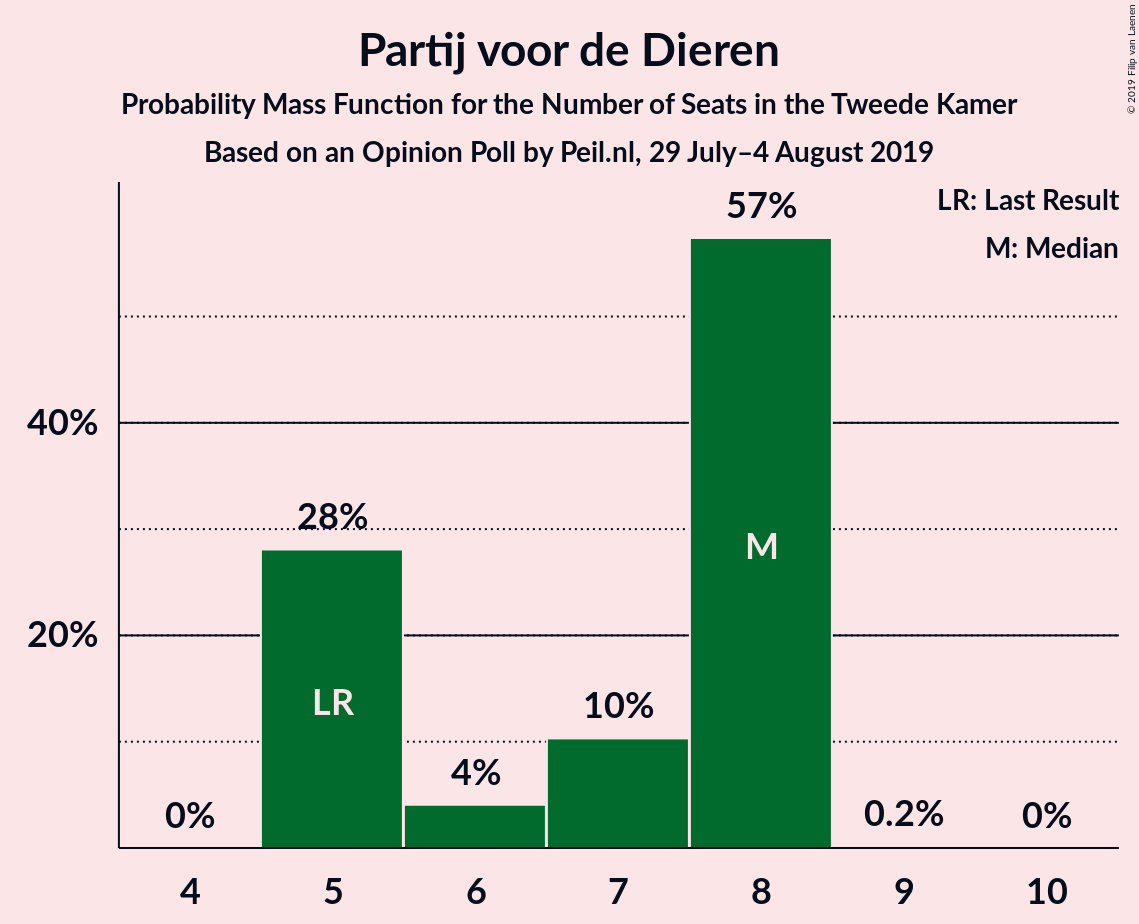 Partij voor de Dieren
Probability Mass Function for the Number of Seats in the Tweede Kamer
Based on an Opinion Poll by Peil.nl, 29 July–4 August 2019
© 2019 Filip van Laenen
LR: Last Result
M: Median
57%
40%
28%
M
20%
LR
10%
4%
0%
0.2%
0%
4 5 6 7 8 9 10